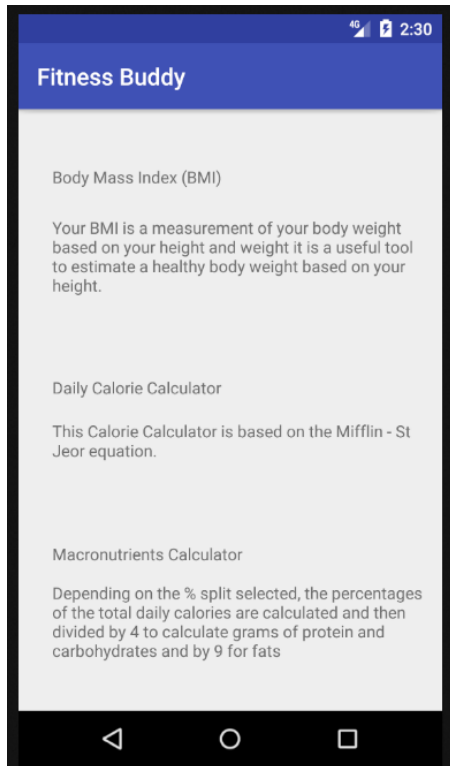 4G 2:30
Fitness Buddy
Body Mass Index (BMI)
Your BMI is a measurement of your body weight
based on your height and weight it is a useful tool
to estimate a healthy body weight based on your
height.
Daily Calorie Calculator
This Calorie Calculator is based on the Mifflin - St
Jeor equation.
Macronutrients Calculator
Depending on the % split selected, the percentages
of the total daily calories are calculated and then
divided by 4 to calculate grams of protein and
carbohydrates and by 9 for fats